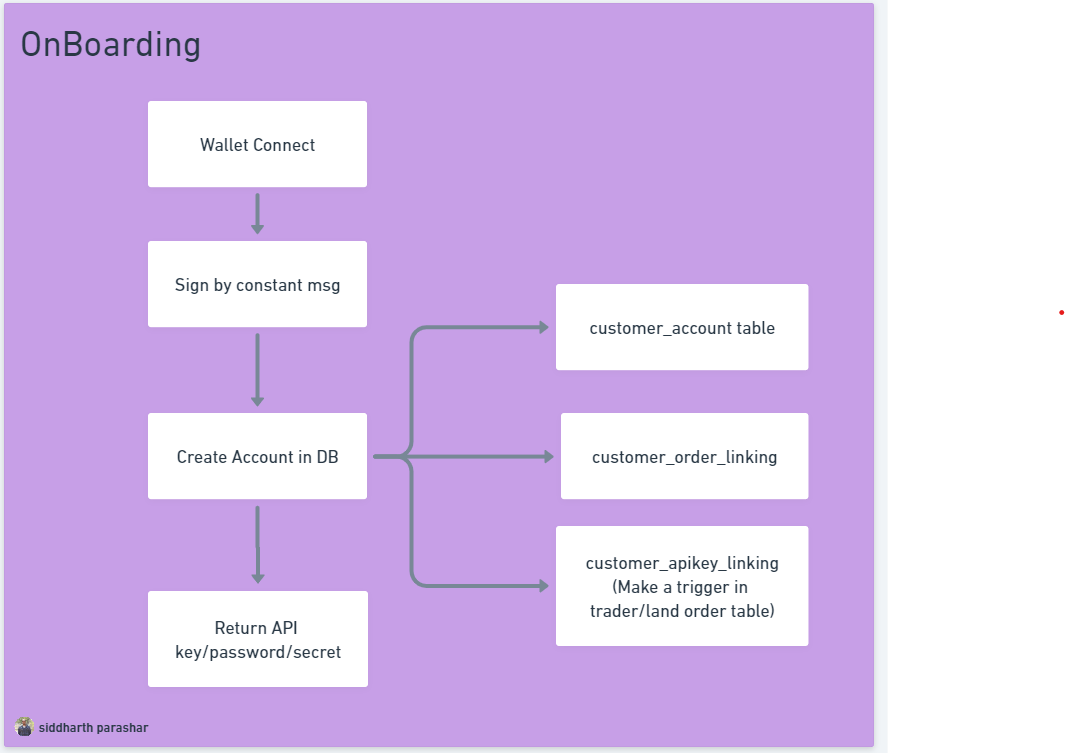 OnBoarding
Wallet Connect
Sign by constant msg
customer_account table
Create Account in DB
customer_order_linking
customer_apikey_linking
(Make a trigger in
trader/land order table)
Return API
key/password/secret
siddharth parashar